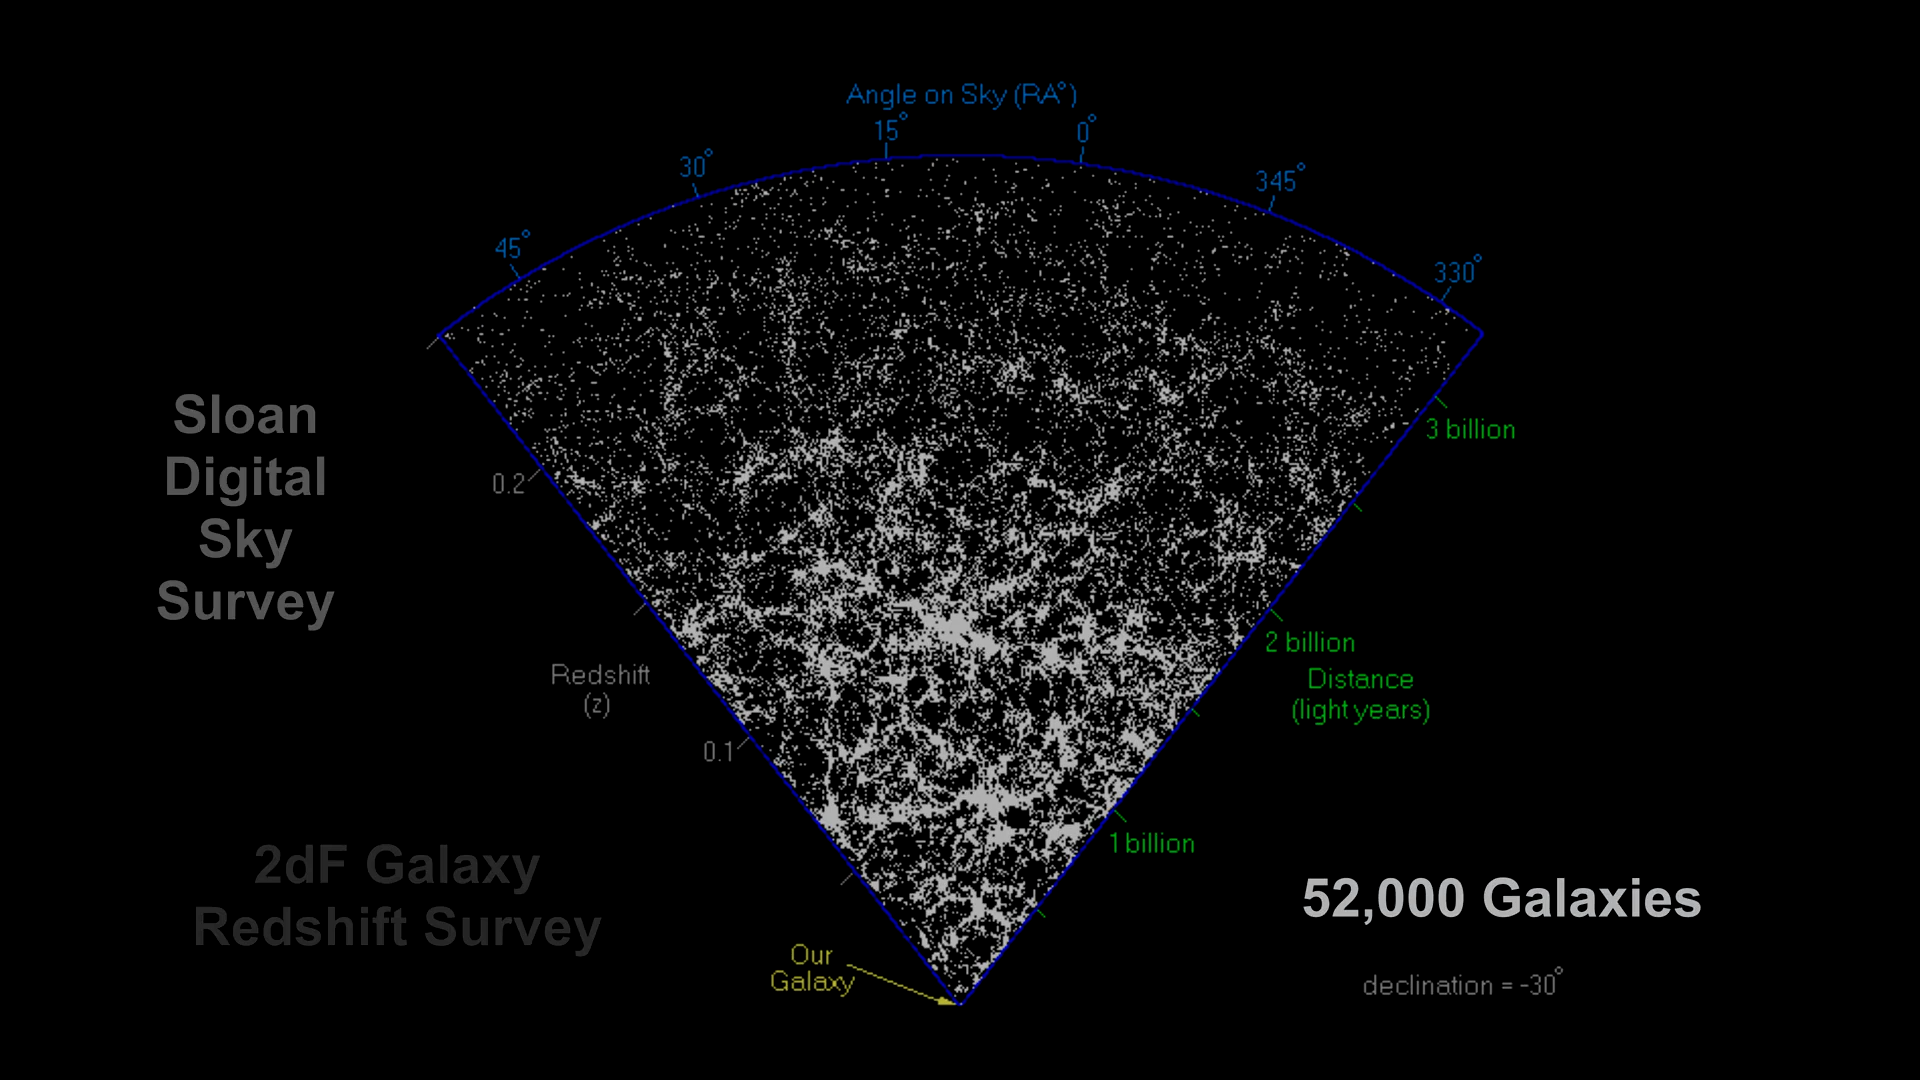 Angle on Sky (RA°)
15°
0°
30°
345°
45°
330°
3 billion
Sloan
Digital
Sky
Survey
0.2
2 billion
Distance
(light years)
Redshift
(z)
0.1
1 billion
2dF Galaxy
Redshift Survey
52,000 Galaxies
Our
Galaxy
declination = -30°